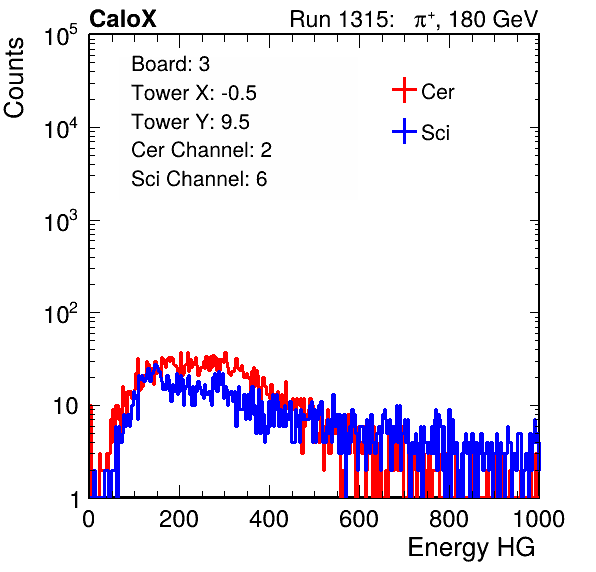 CaloX Run 1315: π⁺, 180 GeV
Counts
10⁵
10⁴
10³
10²
10
1
Board: 3
Tower X: -0.5
Tower Y: 9.5
Cer Channel: 2
Sci Channel: 6
Cer
Sci
0 200 400 600 800 1000
Energy HG